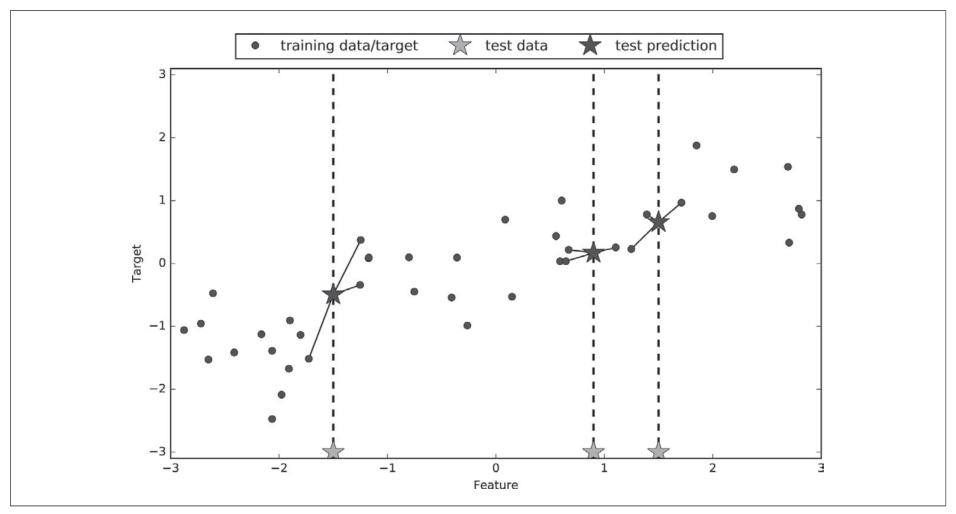 training data/target test data test prediction
3
2
1
0
−1
−2
−3
Target
−3 −2 −1 0 1 2 3
Feature